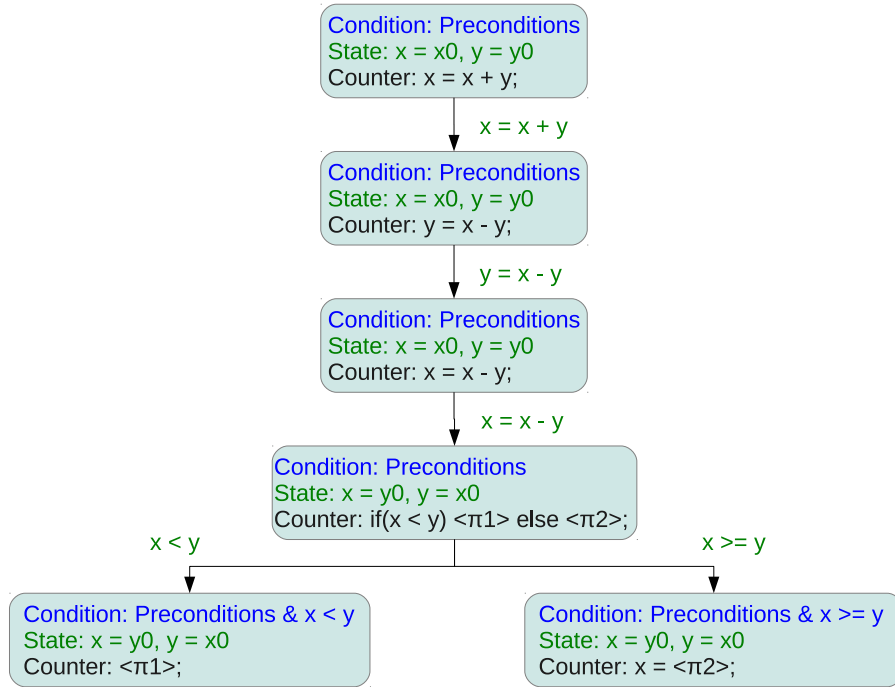 Condition: Preconditions
State: x = x0, y = y0
Counter: x = x + y;
x = x + y
Condition: Preconditions
State: x = x0, y = y0
Counter: y = x - y;
y = x - y
Condition: Preconditions
State: x = x0, y = y0
Counter: x = x - y;
x = x - y
Condition: Preconditions
State: x = y0, y = x0
Counter: if(x < y) <π1> else <π2>;
x < y
x >= y
Condition: Preconditions & x < y
State: x = y0, y = x0
Counter: <π1>;
Condition: Preconditions & x >= y
State: x = y0, y = x0
Counter: x = <π2>;